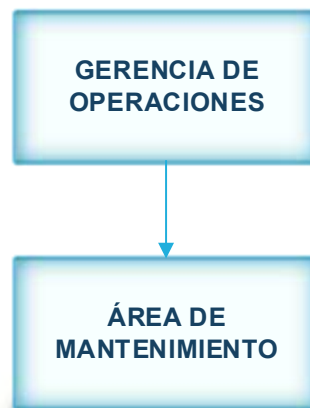 GERENCIA DE
OPERACIONES
ÁREA DE
MANTENIMIENTO